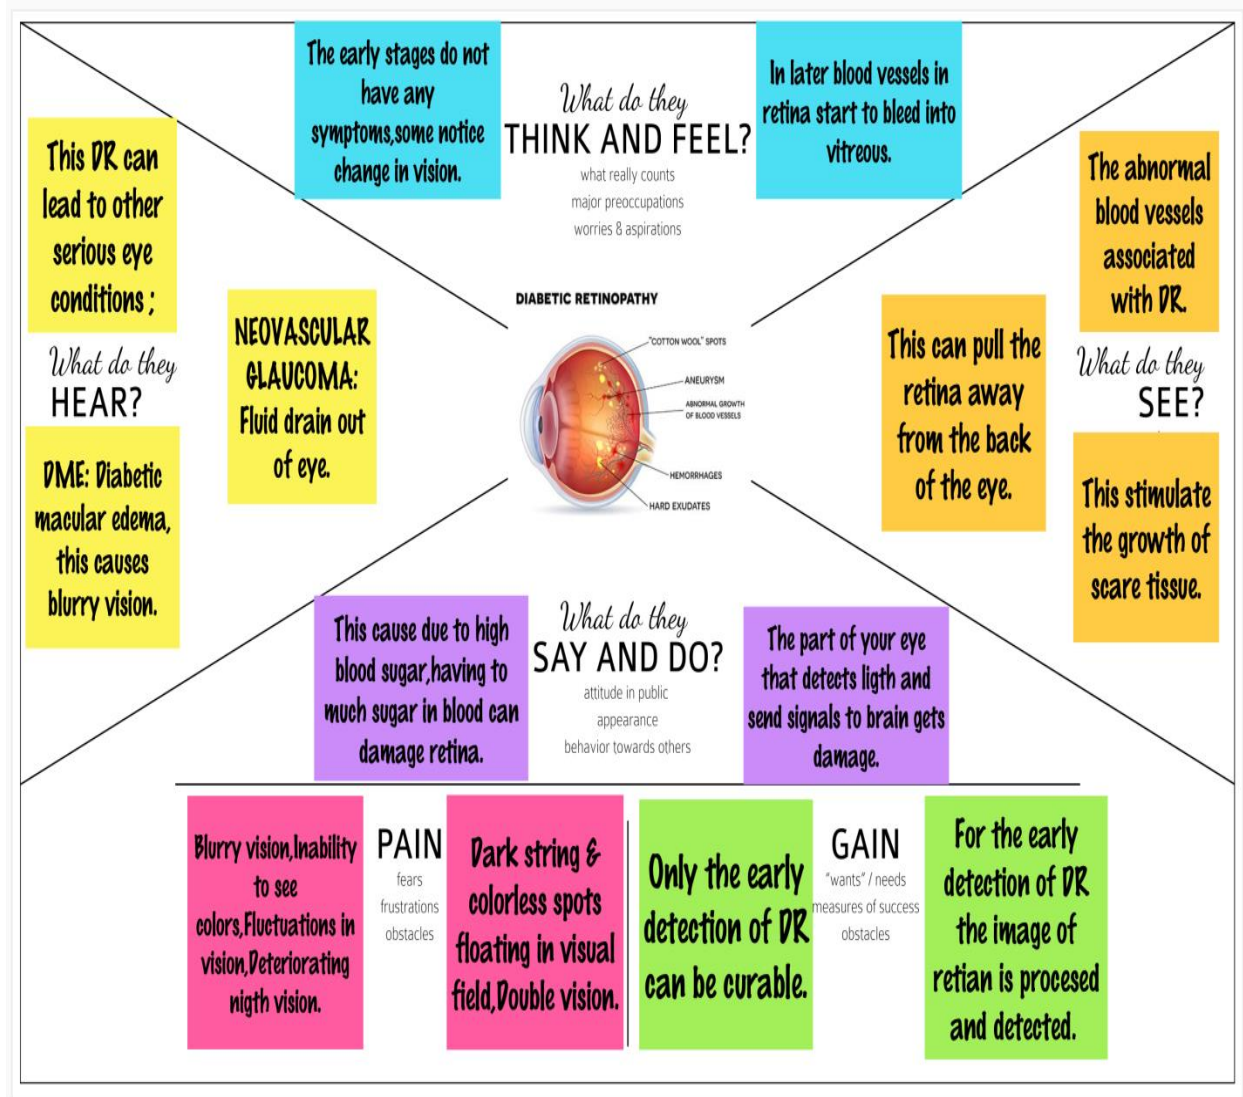 The early stages do not
have any
symptoms,some notice
change in vision.
What do they
THINK AND FEEL?
what really counts
major preoccupations
worries & aspirations
In later blood vessels in
retina start to bleed into
vitreous.
This DR can
lead to other
serious eye
conditions ;
What do they
HEAR?
DME: Diabetic
macular edema,
this causes
blurry vision.
NEOVASCULAR
GLAUCOMA:
Fluid drain out
of eye.
DIABETIC RETINOPATHY
"COTTON WOOL" SPOTS
ANEURYSM
ABNORMAL GROWTH
OF BLOOD VESSELS
HEMORRHAGES
HARD EXUDATES
This can pull the
retina away
from the back
of the eye.
The abnormal
blood vessels
associated
with DR.
What do they
SEE?
This stimulate
the growth of
scare tissue.
This cause due to high
blood sugar,having to
much sugar in blood can
damage retina.
What do they
SAY AND DO?
attitude in public
appearance
behavior towards others
The part of your eye
that detects ligth and
send signals to brain gets
damage.
Blurry vision,Inability
to see
colors,Fluctuations in
vision,Deteriorating
nigth vision.
PAIN
fears
frustrations
obstacles
Dark string &
colorless spots
floating in visual
field,Double vision.
Only the early
detection of DR
can be curable.
GAIN
"wants" / needs
measures of success
obstacles
For the early
detection of DR
the image of
retian is procesed
and detected.